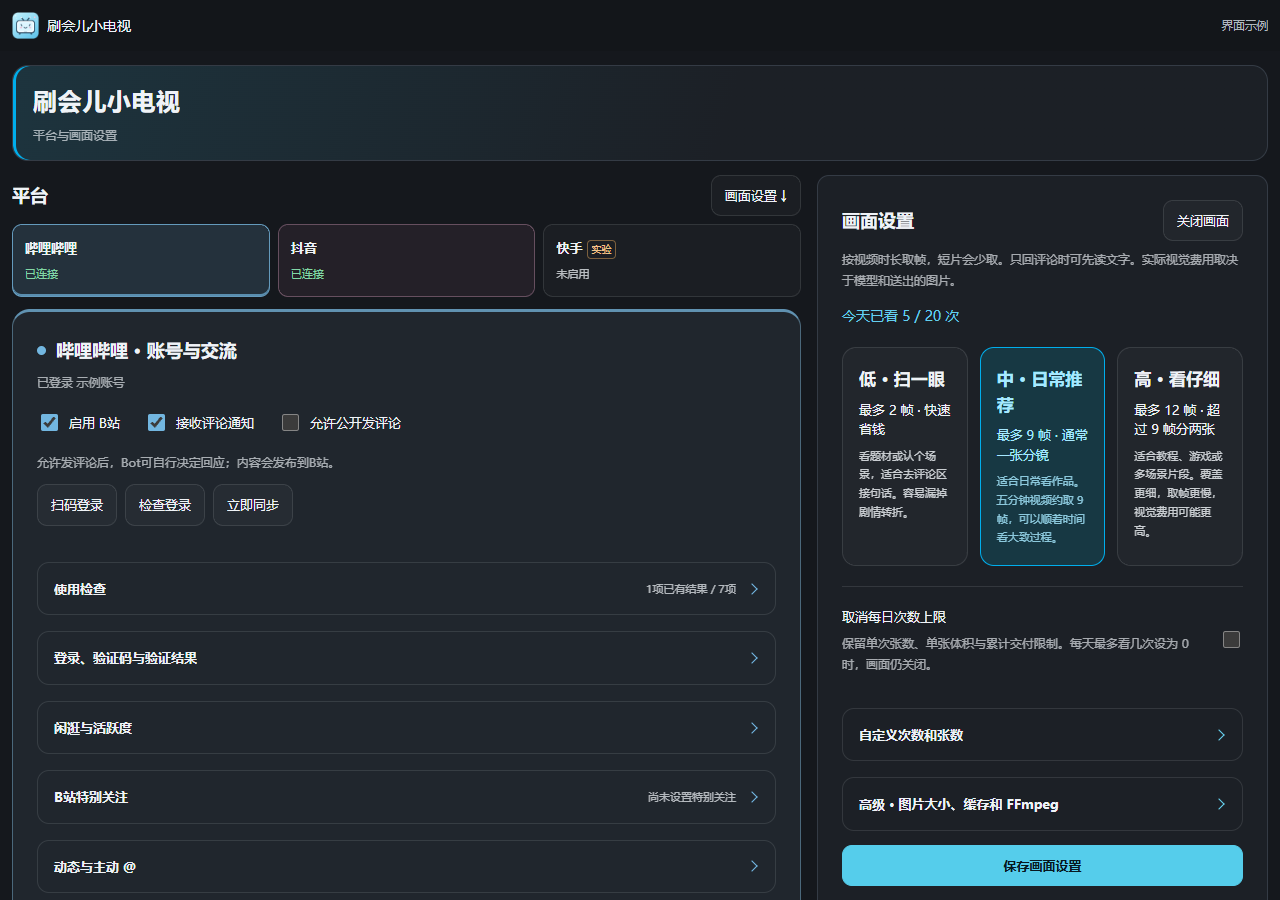 刷会儿小电视
界面示例
刷会儿小电视
平台与画面设置
平台
画面设置↓
哔哩哔哩
已连接
抖音
已连接
快手 实验
未启用
哔哩哔哩 · 账号与交流
已登录 示例账号
启用 B站
接收评论通知
允许公开发评论
允许发评论后，Bot可自行决定回应；内容会发布到B站。
扫码登录
检查登录
立即同步
使用检查
1项已有结果 / 7项
登录、验证码与验证结果
闲逛与活跃度
B站特别关注
尚未设置特别关注
动态与主动 @
画面设置
关闭画面
按视频时长取帧，短片会少取。只回评论时可先读文字。实际视觉费用取决
于模型和送出的图片。
今天已看 5 / 20 次
低 · 扫一眼
最多 2 帧 · 快速
省钱
看题材或认个场
景，适合去评论区
接句话。容易漏掉
剧情转折。
中 · 日常推
荐
最多 9 帧 · 通常
一张分镜
适合日常看作品。
五分钟视频约取 9
帧，可以顺着时间
看大致过程。
高 · 看仔细
最多 12 帧 · 超
过 9 帧分两张
适合教程、游戏或
多场景片段。覆盖
更细，取帧更慢，
视觉费用可能更
高。
取消每日次数上限
保留单次张数、单张体积与累计交付限制。每天最多看几次设为 0
时，画面仍关闭。
自定义次数和张数
高级 · 图片大小、缓存和 FFmpeg
保存画面设置